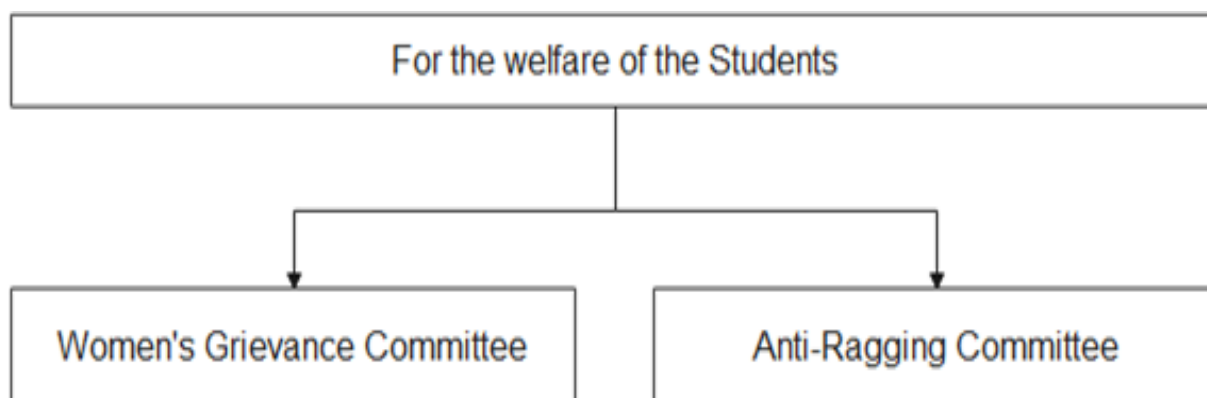 For the welfare of the Students
Women's Grievance Committee
Anti-Ragging Committee